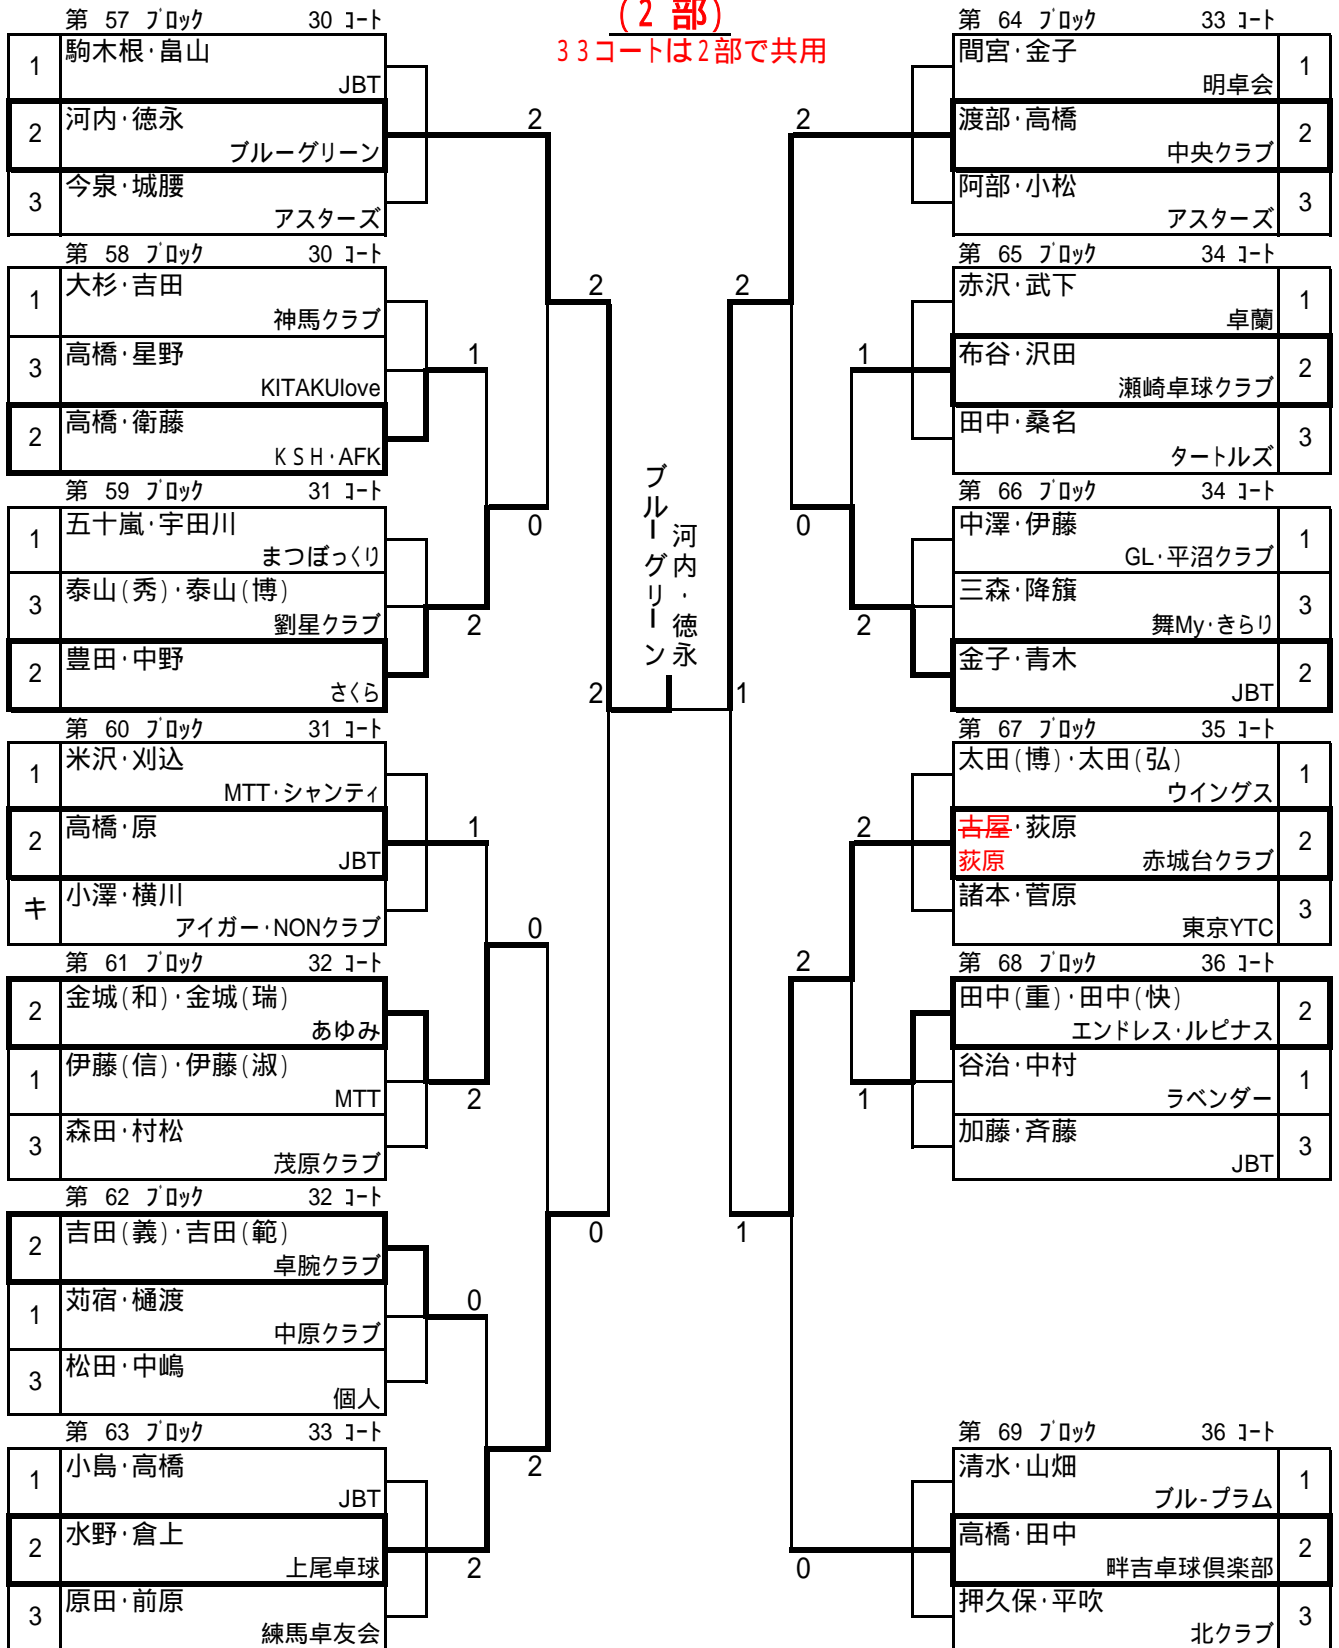 (2 部)
33コートは2部で共用
第 57 ブロック 30 コート
1 駒木根·畠山
JBT
2 河内·徳永
ブルーグリーン
3 今泉·城腰
アスターズ
第 58 ブロック 30 コート
1 大杉·吉田
神馬クラブ
3 高橋·星野
KITAKUlove
2 高橋·衛藤
KSH·AFK
第 59 ブロック 31 コート
1 五十嵐·宇田川
まつぼっくり
3 泰山(秀)·泰山(博)
劉星クラブ
2 豊田·中野
さくら
第 60 ブロック 31 コート
1 米沢·刈込
MTT·シャンティ
2 高橋·原
JBT
キ 小澤·横川
アイガー·NONクラブ
第 61 ブロック 32 コート
2 金城(和)·金城(瑞)
あゆみ
1 伊藤(信)·伊藤(淑)
MTT
3 森田·村松
茂原クラブ
第 62 ブロック 32 コート
2 吉田(義)·吉田(範)
卓腕クラブ
1 苅宿·樋渡
中原クラブ
3 松田·中嶋
個人
第 63 ブロック 33 コート
1 小島·高橋
JBT
2 水野·倉上
上尾卓球
3 原田·前原
練馬卓友会
2
2
1
0
2
2
1
0
2
0
0
2
2
ブルーグリーン
河内·徳永
2
2
1
0
2
1
2
2
1
1
0
第 64 ブロック 33 コート
間宮·金子 1
明卓会
渡部·高橋 2
中央クラブ
阿部·小松 3
アスターズ
第 65 ブロック 34 コート
赤沢·武下 1
卓蘭
布谷·沢田 2
瀬崎卓球クラブ
田中·桑名 3
タートルズ
第 66 ブロック 34 コート
中澤·伊藤 1
GL·平沼クラブ
三森·降簱 3
舞My·きらり
金子·青木 2
JBT
第 67 ブロック 35 コート
太田(博)·太田(弘) 1
ウイングス
古屋·荻原 2
荻原 赤城台クラブ
諸本·菅原 3
東京YTC
第 68 ブロック 36 コート
田中(重)·田中(快) 2
エンドレス·ルピナス
谷治·中村 1
ラベンダー
加藤·斉藤 3
JBT
第 69 ブロック 36 コート
清水·山畑 1
ブル-プラム
高橋·田中 2
畔吉卓球倶楽部
押久保·平吹 3
北クラブ